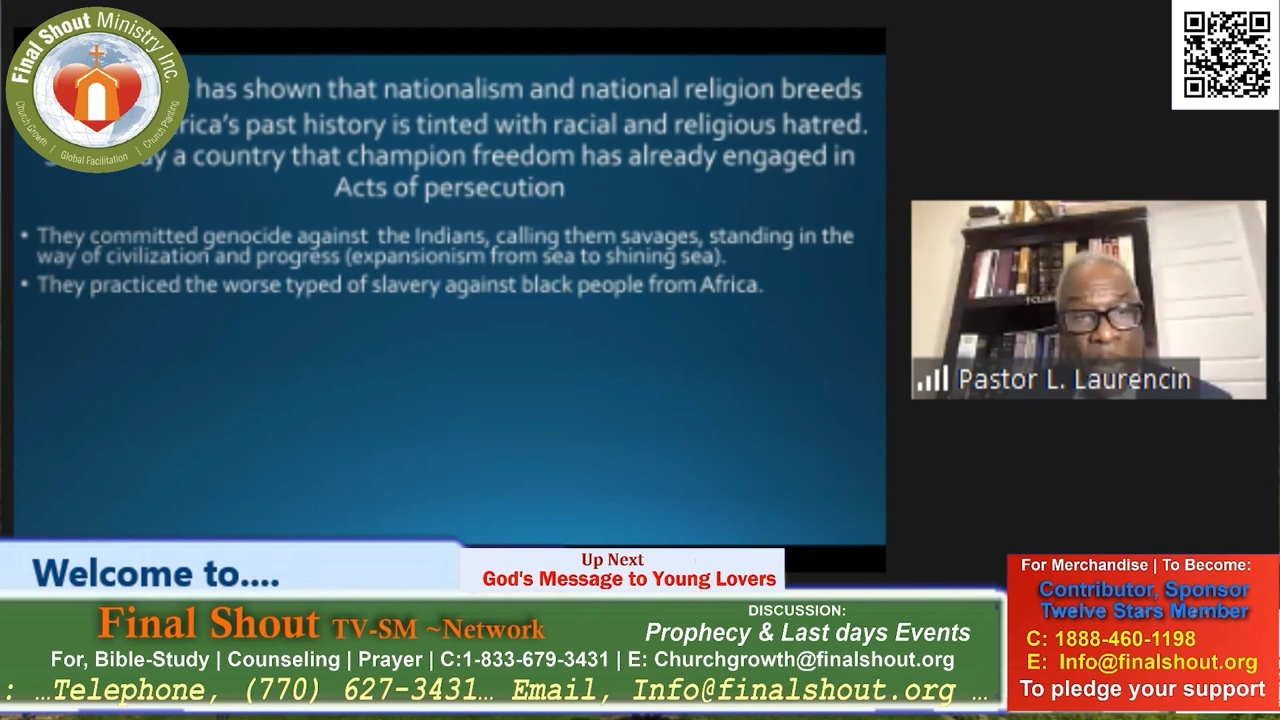 Final Shout Ministry Inc.
Church Growth | Global Facilitation | Church Planting
has shown that nationalism and national religion breeds
rica's past history is tinted with racial and religious hatred.
y a country that champion freedom has already engaged in
Acts of persecution
• They committed genocide against the Indians, calling them savages, standing in the
way of civilization and progress (expansionism from sea to shining sea).
• They practiced the worse typed of slavery against black people from Africa.
Pastor L. Laurencin
Welcome to....
Up Next
God's Message to Young Lovers
Final Shout TV-SM ~Network
DISCUSSION:
Prophecy & Last days Events
For, Bible-Study | Counseling | Prayer | C:1-833-679-3431 | E: Churchgrowth@finalshout.org
: ...Telephone, (770) 627-3431... Email, Info@finalshout.org ...
For Merchandise | To Become:
Contributor, Sponsor
Twelve Stars Member
C: 1888-460-1198
E: Info@finalshout.org
To pledge your support